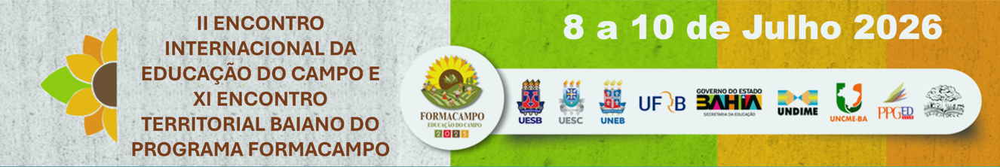 II ENCONTRO
INTERNACIONAL DA
EDUCAÇÃO DO CAMPO E
XI ENCONTRO
TERRITORIAL BAIANO DO
PROGRAMA FORMACAMPO
8 a 10 de Julho 2026
FORMACAMPO
EDUCAÇÃO DO CAMPO
2025
UESB
UESC
UNEB
UFRB
GOVERNO DO ESTADO
BAHIA
SECRETARIA DA EDUCAÇÃO
UNDIME
UNCME-BA
PPGED